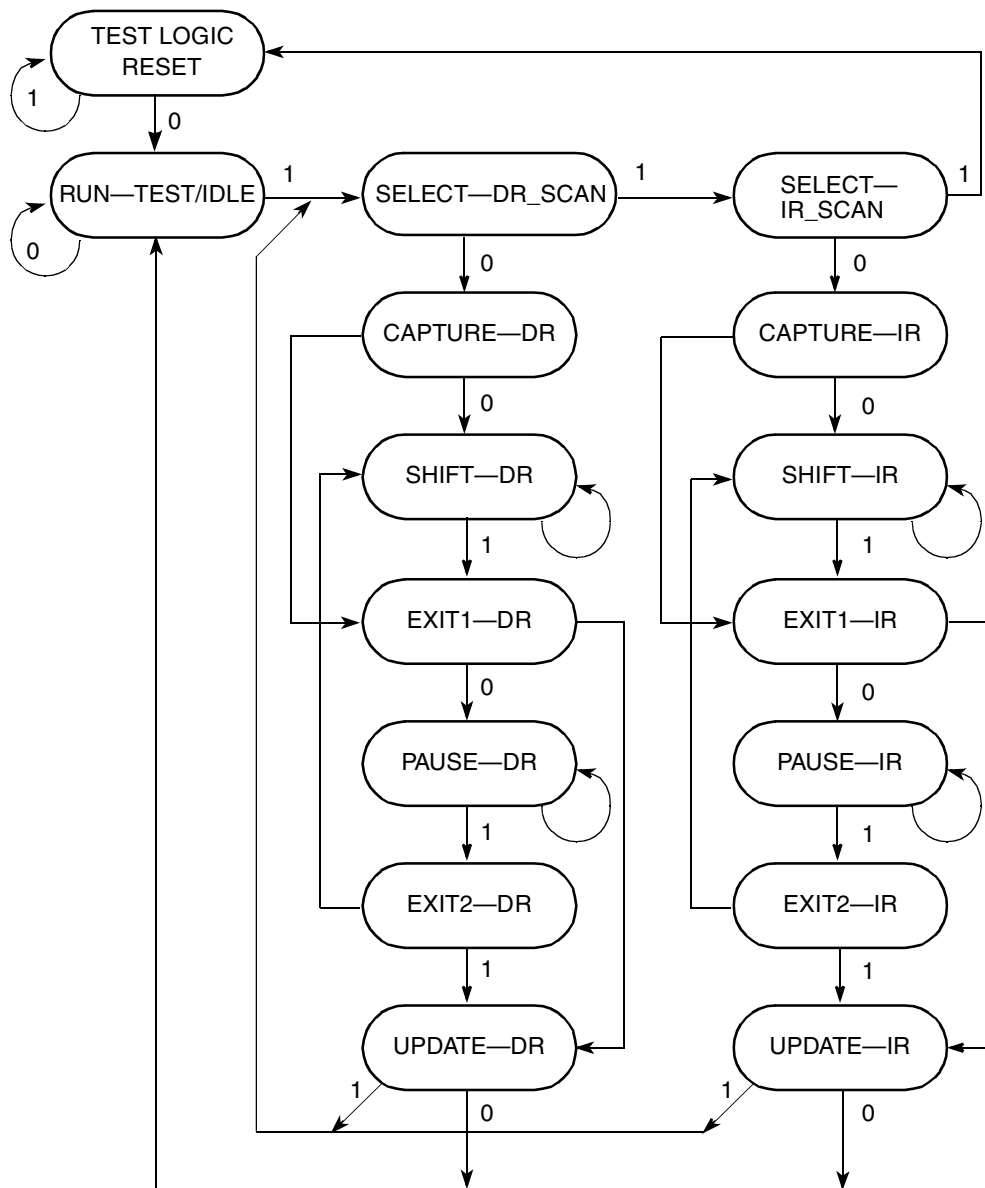 TEST LOGIC
RESET
1
0
RUN—TEST/IDLE
1
SELECT—DR_SCAN
1
SELECT—
IR_SCAN
1
0
0
0
CAPTURE—DR
CAPTURE—IR
0
0
SHIFT—DR
SHIFT—IR
1
1
EXIT1—DR
EXIT1—IR
0
0
PAUSE—DR
PAUSE—IR
1
1
EXIT2—DR
EXIT2—IR
1
1
UPDATE—DR
UPDATE—IR
1
0
1
0